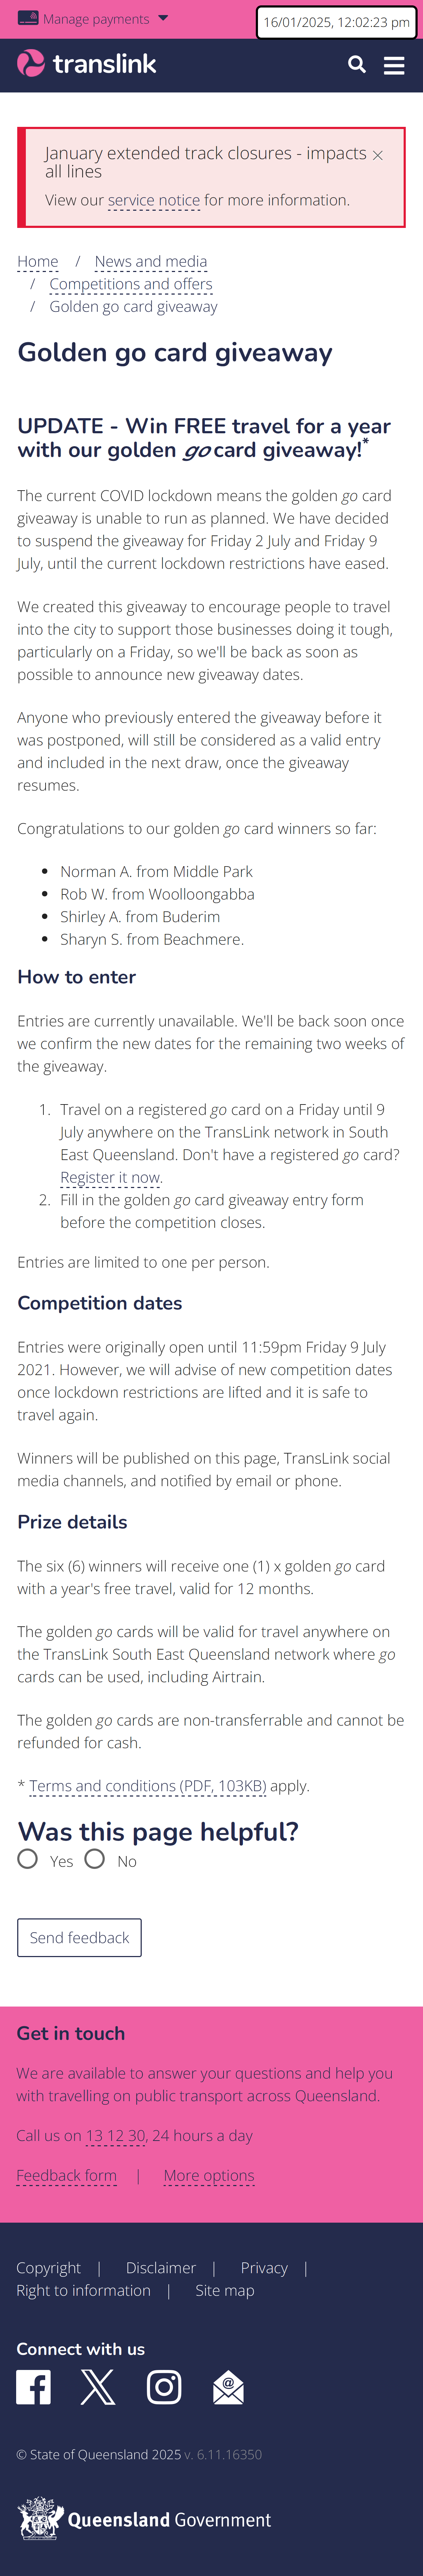 Manage payments
16/01/2025, 12:02:23 pm
translink
January extended track closures - impacts
all lines
View our service notice for more information.
Home / News and media
/ Competitions and offers
/ Golden go card giveaway
Golden go card giveaway
UPDATE - Win FREE travel for a year
with our golden go card giveaway!*
The current COVID lockdown means the golden go card
giveaway is unable to run as planned. We have decided
to suspend the giveaway for Friday 2 July and Friday 9
July, until the current lockdown restrictions have eased.
We created this giveaway to encourage people to travel
into the city to support those businesses doing it tough,
particularly on a Friday, so we'll be back as soon as
possible to announce new giveaway dates.
Anyone who previously entered the giveaway before it
was postponed, will still be considered as a valid entry
and included in the next draw, once the giveaway
resumes.
Congratulations to our golden go card winners so far:
• Norman A. from Middle Park
• Rob W. from Woolloongabba
• Shirley A. from Buderim
• Sharyn S. from Beachmere.
How to enter
Entries are currently unavailable. We'll be back soon once
we confirm the new dates for the remaining two weeks of
the giveaway.
1. Travel on a registered go card on a Friday until 9
July anywhere on the TransLink network in South
East Queensland. Don't have a registered go card?
Register it now.
2. Fill in the golden go card giveaway entry form
before the competition closes.
Entries are limited to one per person.
Competition dates
Entries were originally open until 11:59pm Friday 9 July
2021. However, we will advise of new competition dates
once lockdown restrictions are lifted and it is safe to
travel again.
Winners will be published on this page, TransLink social
media channels, and notified by email or phone.
Prize details
The six (6) winners will receive one (1) x golden go card
with a year's free travel, valid for 12 months.
The golden go cards will be valid for travel anywhere on
the TransLink South East Queensland network where go
cards can be used, including Airtrain.
The golden go cards are non-transferrable and cannot be
refunded for cash.
* Terms and conditions (PDF, 103KB) apply.
Was this page helpful?
Yes No
Send feedback
Get in touch
We are available to answer your questions and help you
with travelling on public transport across Queensland.
Call us on 13 12 30, 24 hours a day
Feedback form | More options
Copyright | Disclaimer | Privacy |
Right to information | Site map
Connect with us
© State of Queensland 2025 v. 6.11.16350
Queensland Government